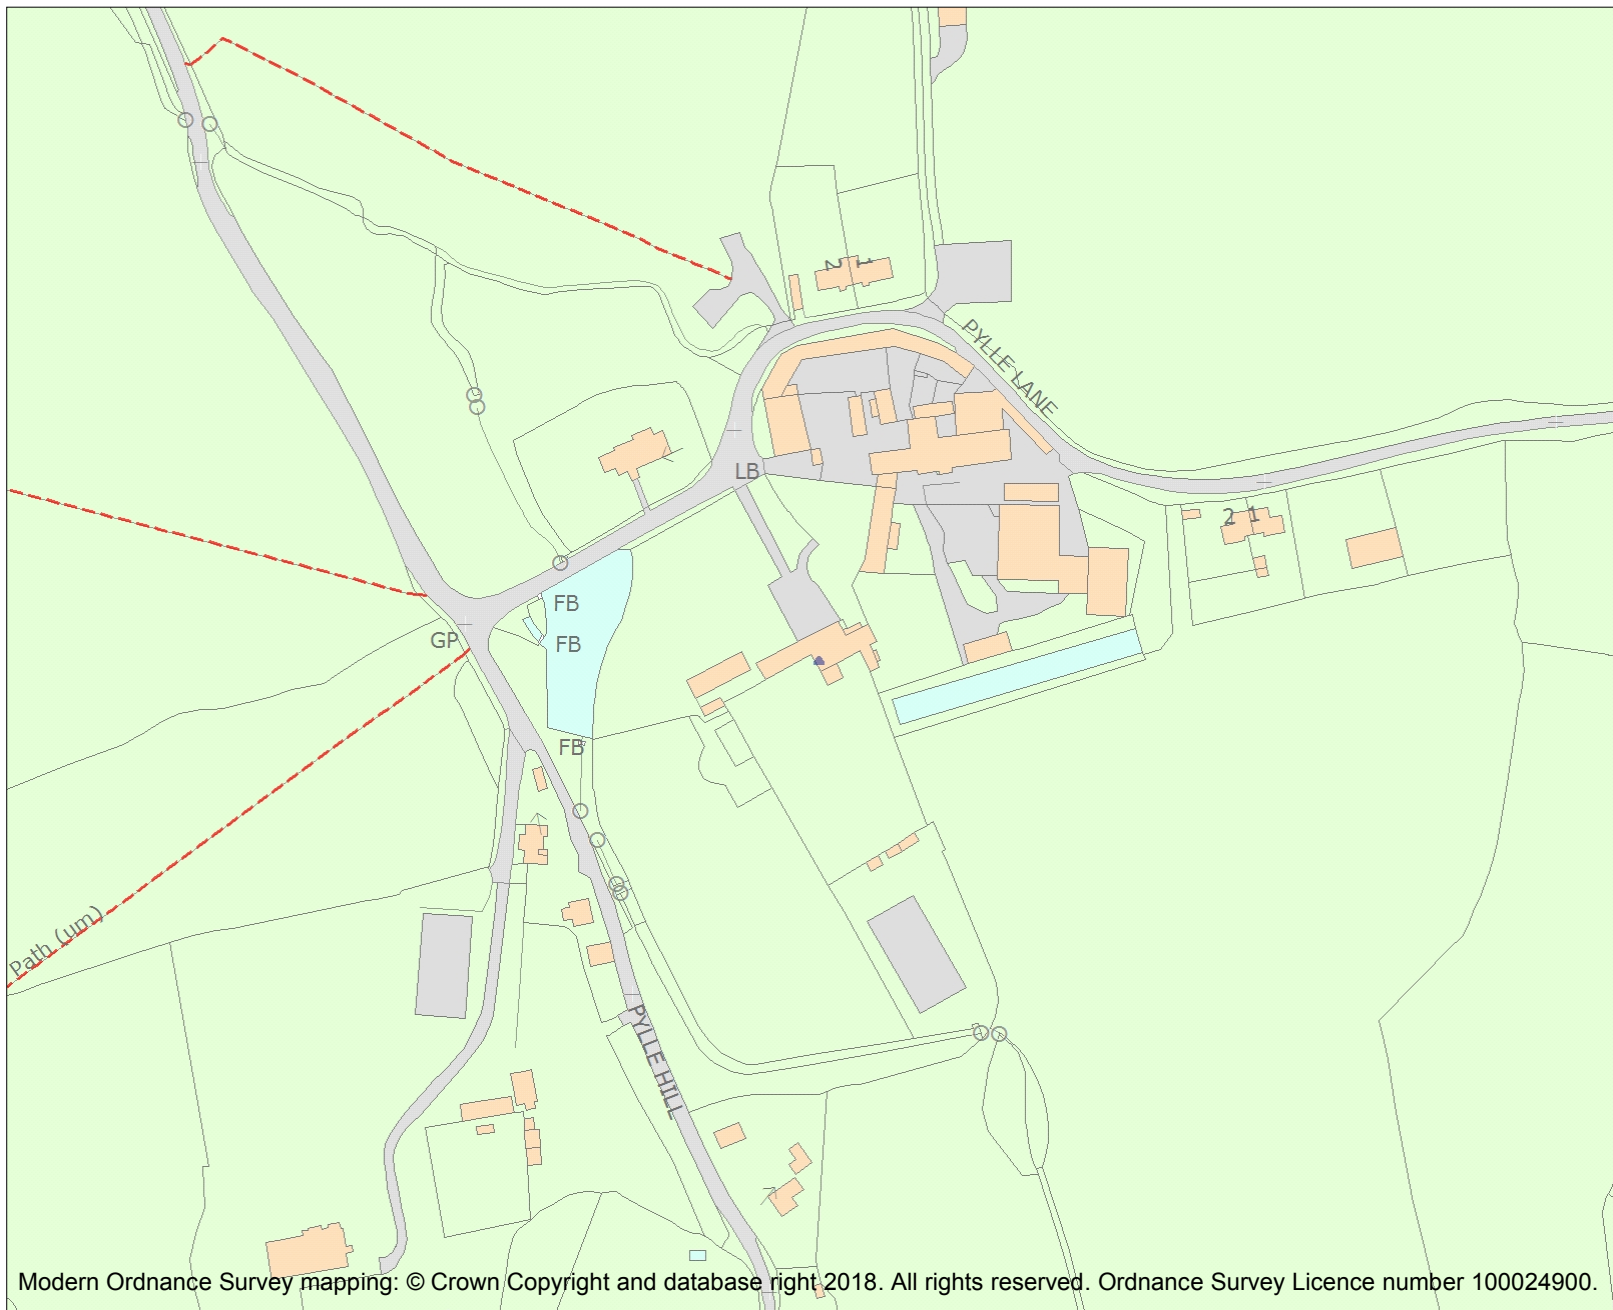 2 1
PYLLE LANE
LB
2 1
FB
FB
GP
FB
Path (um)
PYLLE HILL
Modern Ordnance Survey mapping: © Crown Copyright and database right 2018. All rights reserved. Ordnance Survey Licence number 100024900.